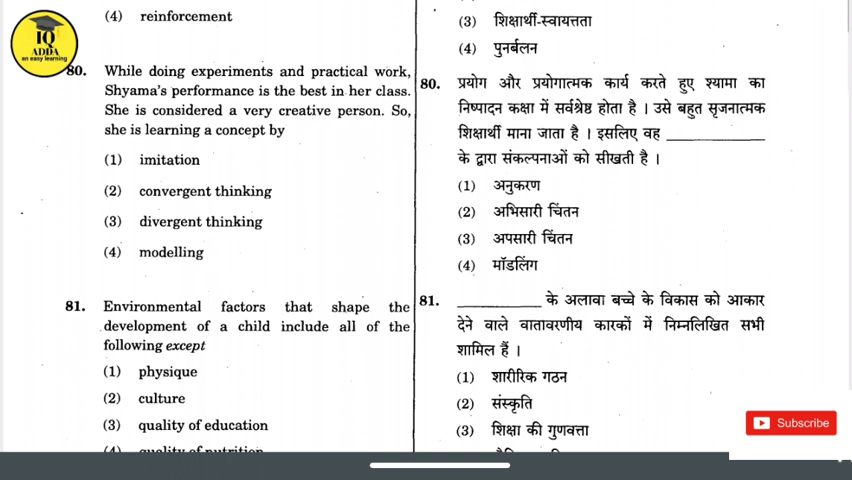 IQ
ADDA
an easy learning
(4) reinforcement
80. While doing experiments and practical work,
Shyama's performance is the best in her class.
She is considered a very creative person. So,
she is learning a concept by
(1) imitation
(2) convergent thinking
(3) divergent thinking
(4) modelling
81. Environmental factors that shape the
development of a child include all of the
following except
(1) physique
(2) culture
(3) quality of education
(4) quality of nutrition
(3) शिक्षार्थी-स्वायत्तता
(4) पुनर्बलन
80. प्रयोग और प्रयोगात्मक कार्य करते हुए श्यामा का
निष्पादन कक्षा में सर्वश्रेष्ठ होता है । उसे बहुत सृजनात्मक
शिक्षार्थी माना जाता है । इसलिए वह ____________
के द्वारा संकल्पनाओं को सीखती है ।
(1) अनुकरण
(2) अभिसारी चिंतन
(3) अपसारी चिंतन
(4) मॉडलिंग
81. ____________ के अलावा बच्चे के विकास को आकार
देने वाले वातावरणीय कारकों में निम्नलिखित सभी
शामिल हैं ।
(1) शारीरिक गठन
(2) संस्कृति
(3) शिक्षा की गुणवत्ता
Subscribe